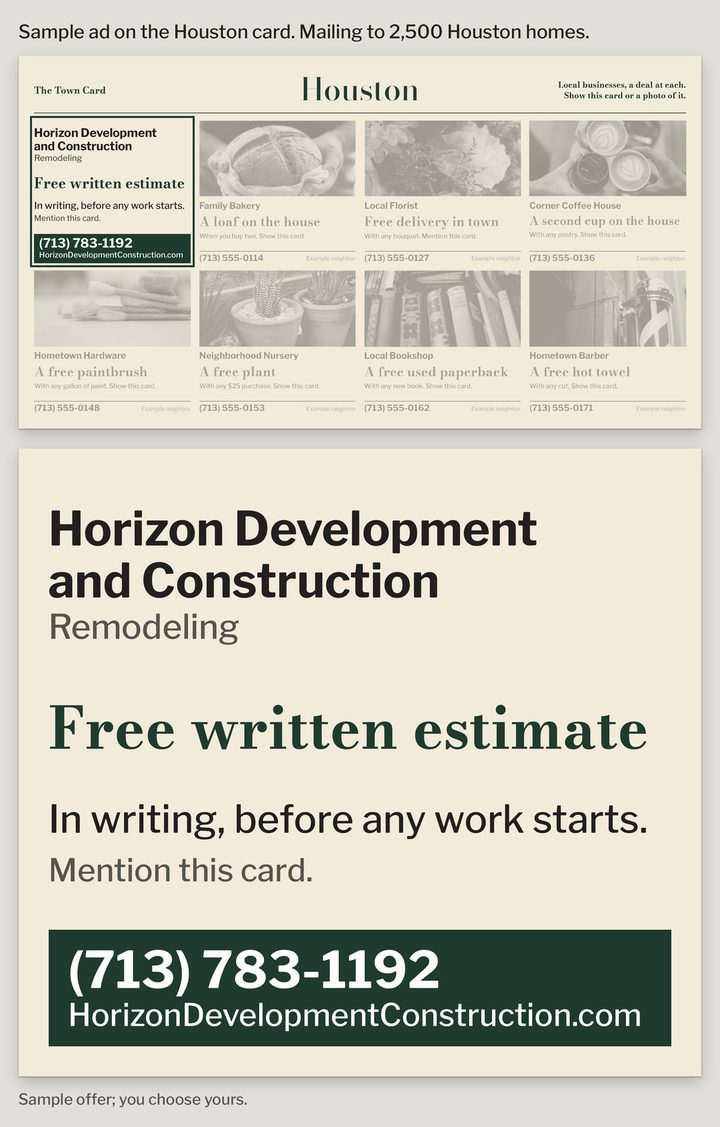 Sample ad on the Houston card. Mailing to 2,500 Houston homes.
The Town Card
Houston
Local businesses, a deal at each.
Show this card or a photo of it.
Horizon Development
and Construction
Remodeling
Free written estimate
In writing, before any work starts.
Mention this card.
(713) 783-1192
HorizonDevelopmentConstruction.com
Family Bakery
A loaf on the house
When you buy two. Show this card.
(713) 555-0114
Example neighbor
Local Florist
Free delivery in town
With any bouquet. Mention this card.
(713) 555-0127
Example neighbor
Corner Coffee House
A second cup on the house
With any pastry. Show this card.
(713) 555-0136
Example neighbor
Hometown Hardware
A free paintbrush
With any gallon of paint. Show this card.
(713) 555-0148
Example neighbor
Neighborhood Nursery
A free plant
With any $25 purchase. Show this card.
(713) 555-0153
Example neighbor
Local Bookshop
A free used paperback
With any new book. Show this card.
(713) 555-0162
Example neighbor
Hometown Barber
A free hot towel
With any cut. Show this card.
(713) 555-0171
Example neighbor
Horizon Development
and Construction
Remodeling
Free written estimate
In writing, before any work starts.
Mention this card.
(713) 783-1192
HorizonDevelopmentConstruction.com
Sample offer; you choose yours.